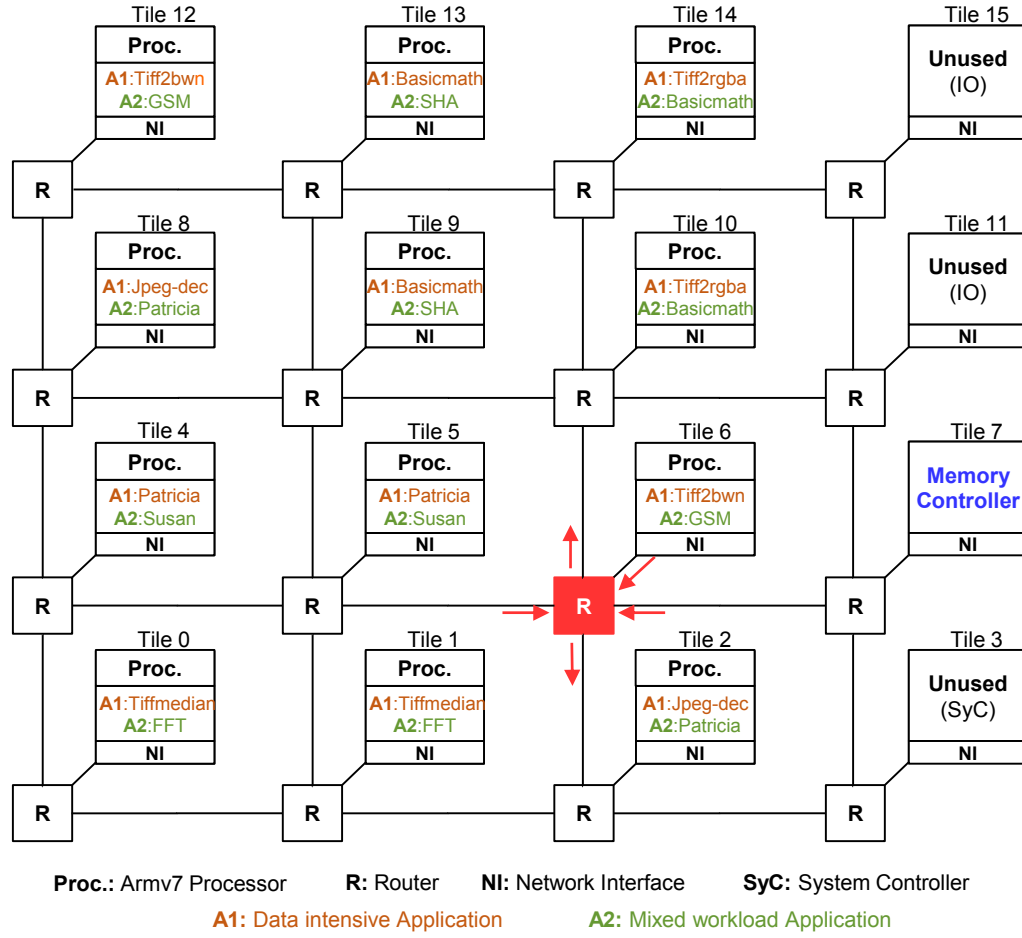 Tile 12
Proc.
A1:Tiff2bwn
A2:GSM
NI
R
Tile 13
Proc.
A1:Basicmath
A2:SHA
NI
R
Tile 14
Proc.
A1:Tiff2rgba
A2:Basicmath
NI
R
Tile 15
Unused
(IO)
NI
R
Tile 8
Proc.
A1:Jpeg-dec
A2:Patricia
NI
R
Tile 9
Proc.
A1:Basicmath
A2:SHA
NI
R
Tile 10
Proc.
A1:Tiff2rgba
A2:Basicmath
NI
R
Tile 11
Unused
(IO)
NI
R
Tile 4
Proc.
A1:Patricia
A2:Susan
NI
R
Tile 5
Proc.
A1:Patricia
A2:Susan
NI
R
Tile 6
Proc.
A1:Tiff2bwn
A2:GSM
NI
R
Tile 7
Memory
Controller
NI
R
Tile 0
Proc.
A1:Tiffmedian
A2:FFT
NI
R
Tile 1
Proc.
A1:Tiffmedian
A2:FFT
NI
R
Tile 2
Proc.
A1:Jpeg-dec
A2:Patricia
NI
R
Tile 3
Unused
(SyC)
NI
R
Proc.: Armv7 Processor R: Router NI: Network Interface SyC: System Controller
A1: Data intensive Application A2: Mixed workload Application